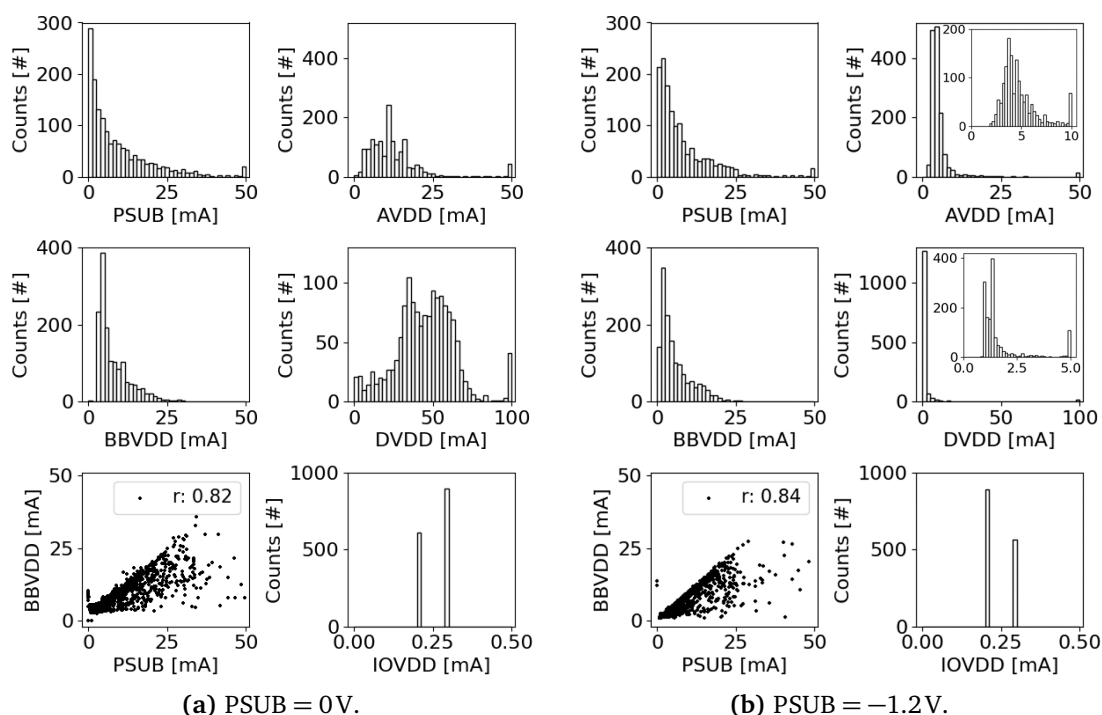 300
200
100
0
Counts [#]
0 25 50
PSUB [mA]
400
200
0
Counts [#]
0 25 50
AVDD [mA]
300
200
100
0
Counts [#]
0 25 50
PSUB [mA]
400
200
0
Counts [#]
200
100
0
0 5 10
0 25 50
AVDD [mA]
400
200
0
Counts [#]
0 25 50
BBVDD [mA]
100
50
0
Counts [#]
0 50 100
DVDD [mA]
400
200
0
Counts [#]
0 25 50
BBVDD [mA]
1000
500
0
Counts [#]
400
200
0
0.0 2.5 5.0
0 50 100
DVDD [mA]
50
25
0
BBVDD [mA]
r: 0.82
0 25 50
PSUB [mA]
1000
500
0
Counts [#]
0.00 0.25 0.50
IOVDD [mA]
50
25
0
BBVDD [mA]
r: 0.84
0 25 50
PSUB [mA]
1000
500
0
Counts [#]
0.00 0.25 0.50
IOVDD [mA]
(a) PSUB = 0 V.
(b) PSUB = −1.2 V.